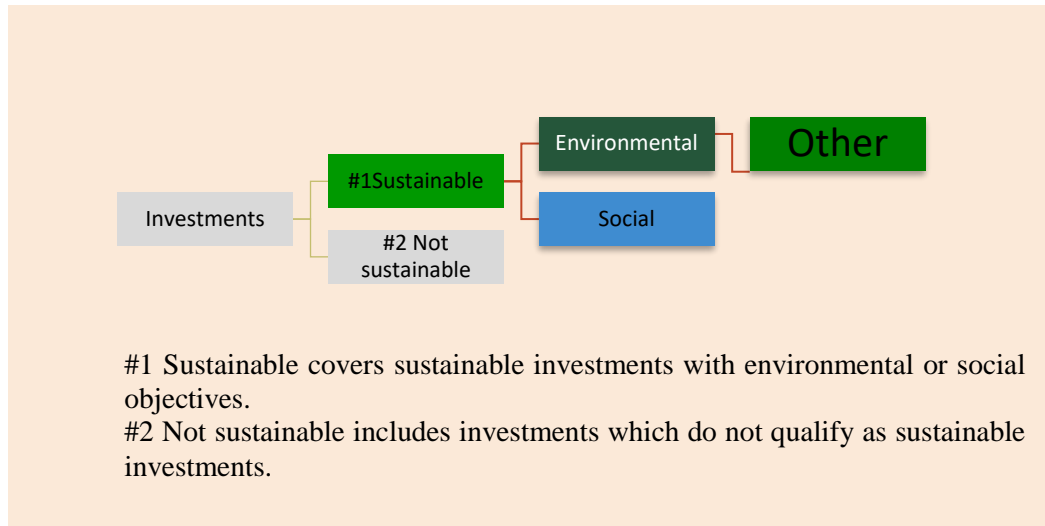 Environmental
Other
#1Sustainable
Investments
Social
#2 Not
sustainable
#1 Sustainable covers sustainable investments with environmental or social
objectives.
#2 Not sustainable includes investments which do not qualify as sustainable
investments.